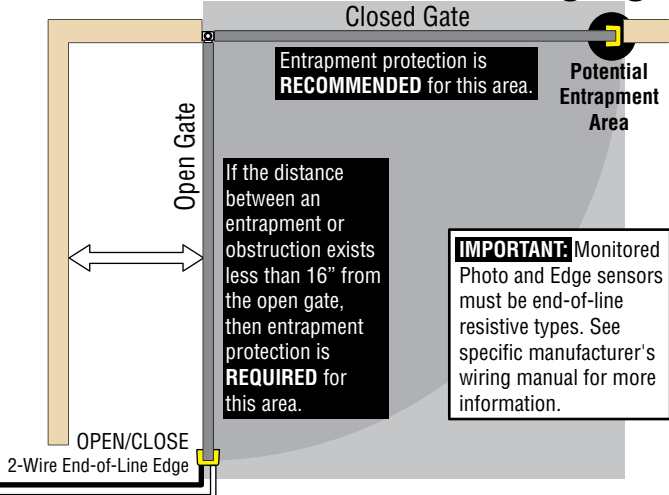 Closed Gate
Entrapment protection is
RECOMMENDED for this area.
Potential
Entrapment
Area
Open Gate
If the distance
between an
entrapment or
obstruction exists
less than 16” from
the open gate,
then entrapment
protection is
REQUIRED for
this area.
IMPORTANT: Monitored
Photo and Edge sensors
must be end-of-line
resistive types. See
specific manufacturer's
wiring manual for more
information.
OPEN/CLOSE
2-Wire End-of-Line Edge